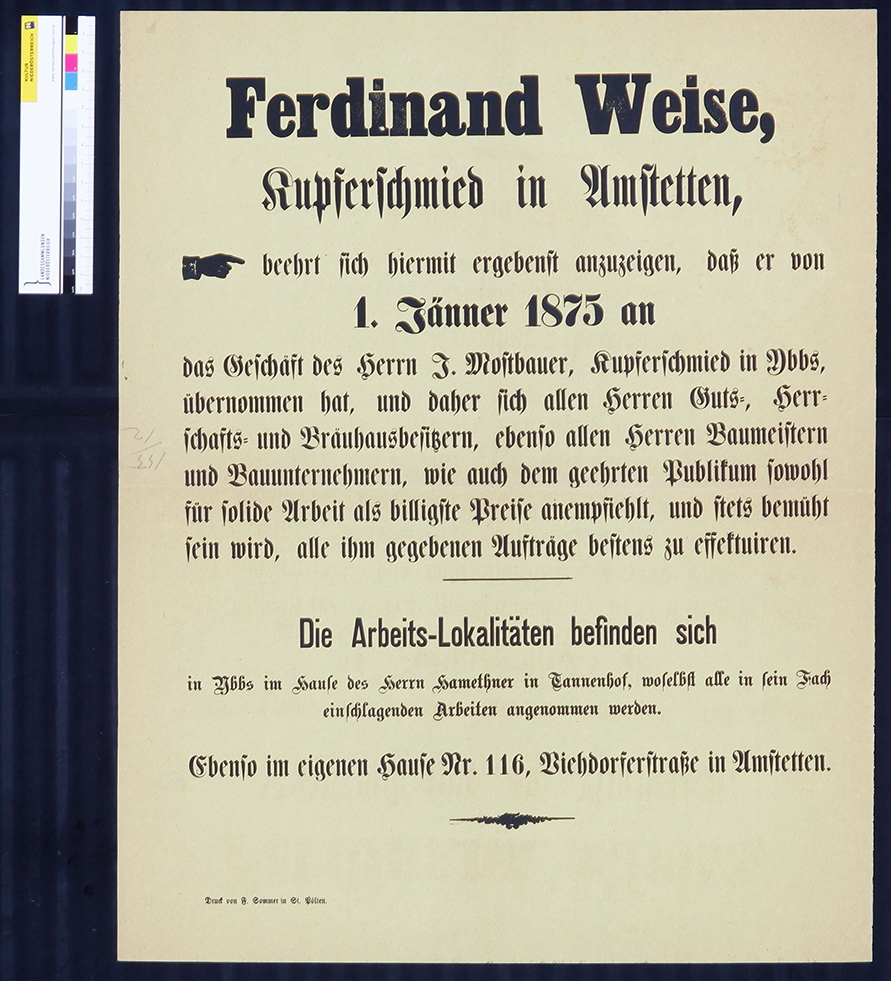 Ferdinand Weise,
Kupferschmied in Amstetten,
beehrt sich hiermit ergebenst anzuzeigen, daß er von
1. Jänner 1875 an
das Geschäft des Herrn J. Mostbauer, Kupferschmied in Ybbs,
übernommen hat, und daher sich allen Herren Guts-, Herr-
schafts- und Bräuhausbesitzern, ebenso allen Herren Baumeistern
und Bauunternehmern, wie auch dem geehrten Publikum sowohl
für solide Arbeit als billigste Preise anempfiehlt, und stets bemüht
sein wird, alle ihm gegebenen Aufträge bestens zu effektuiren.
Die Arbeits-Lokalitäten befinden sich
in Ybbs im Hause des Herrn Hamethner in Tannenhof, woselbst alle in sein Fach
einschlagenden Arbeiten angenommen werden.
Ebenso im eigenen Hause Nr. 116, Viehdorferstraße in Amstetten.
Druck von F. Sommer in St. Pölten.
KULTUR
NIEDERÖSTERREICH